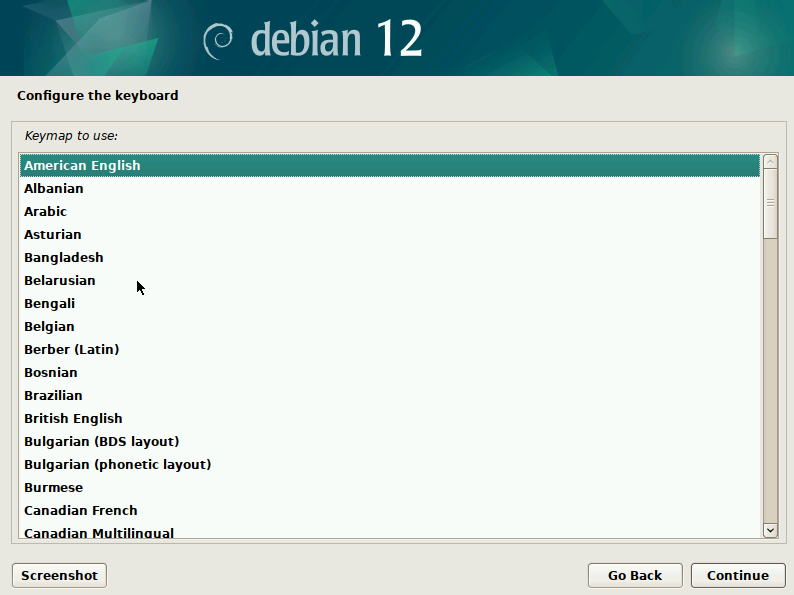 debian 12
Configure the keyboard
Keymap to use:
American English
Albanian
Arabic
Asturian
Bangladesh
Belarusian
Bengali
Belgian
Berber (Latin)
Bosnian
Brazilian
British English
Bulgarian (BDS layout)
Bulgarian (phonetic layout)
Burmese
Canadian French
Canadian Multilingual
Screenshot
Go Back
Continue